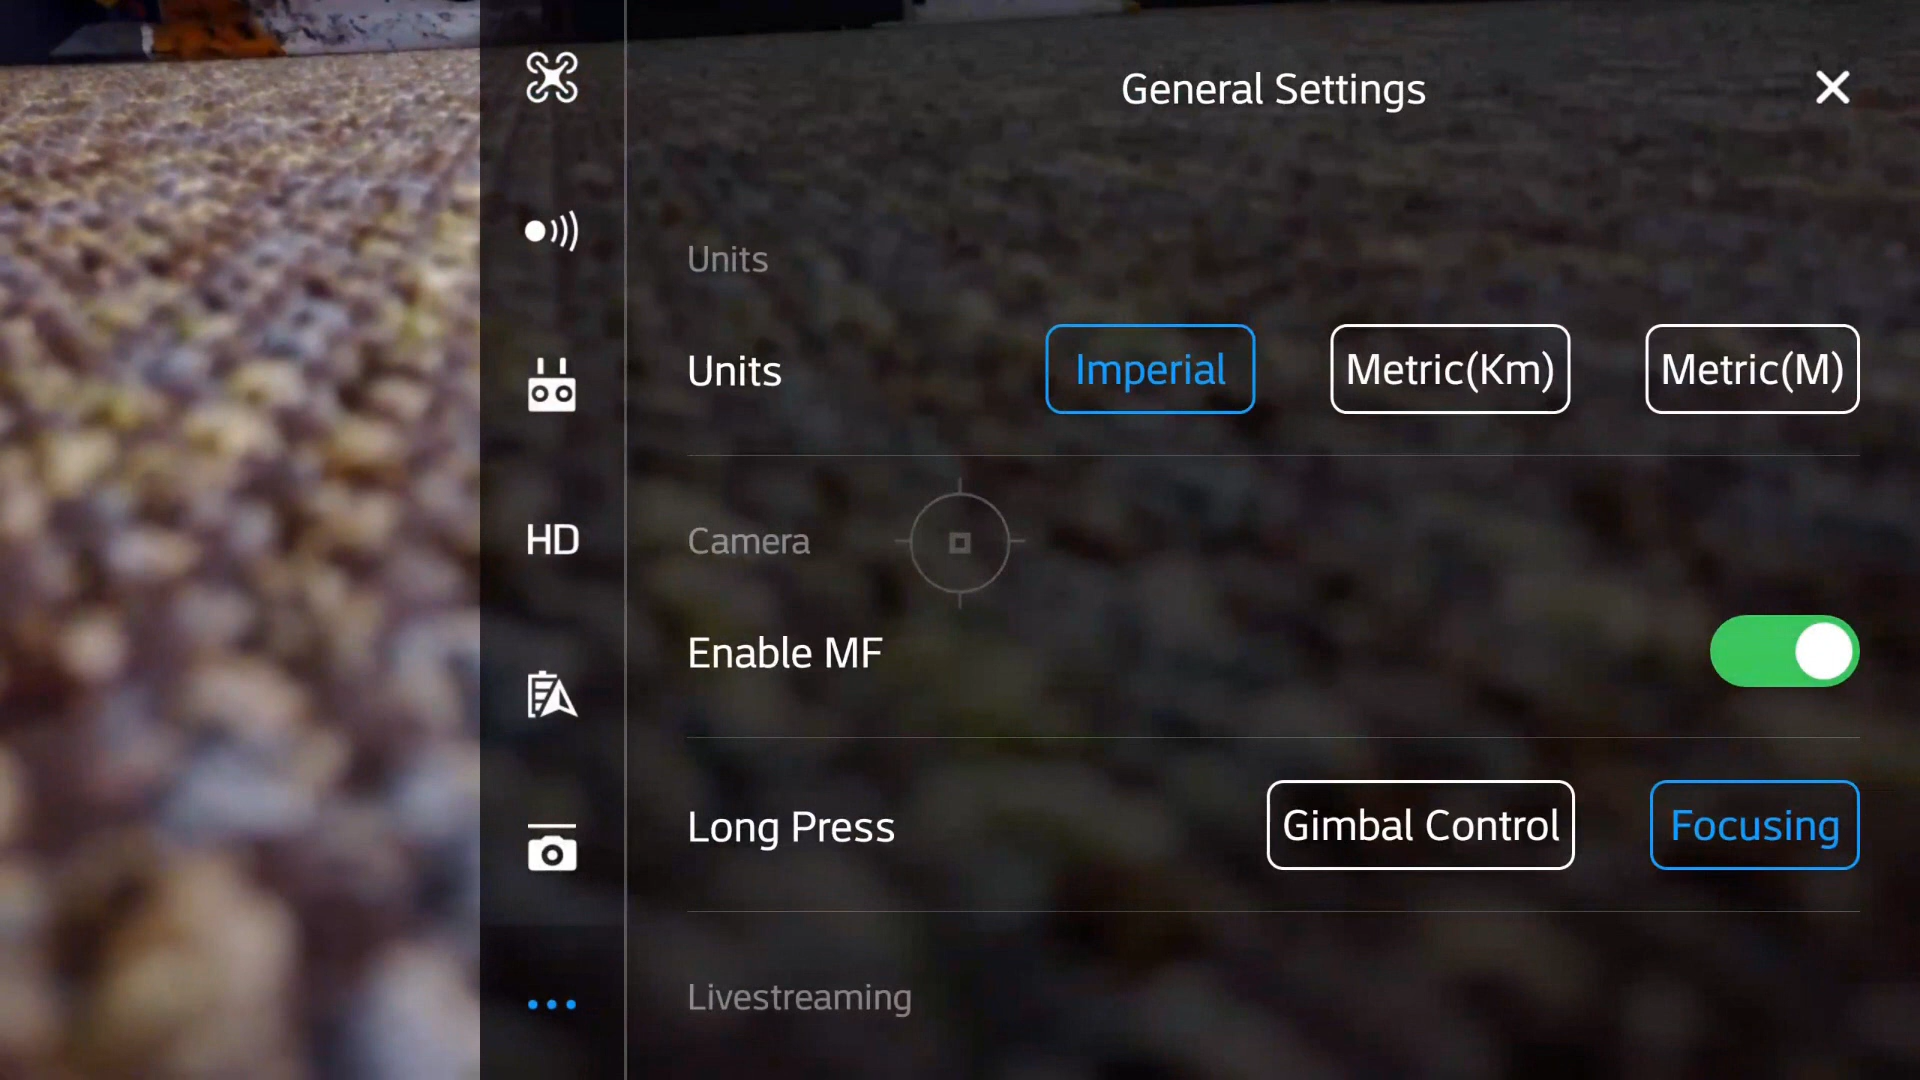 General Settings
Units
Units Imperial Metric(Km) Metric(M)
HD
Camera
Enable MF
Long Press Gimbal Control Focusing
Livestreaming